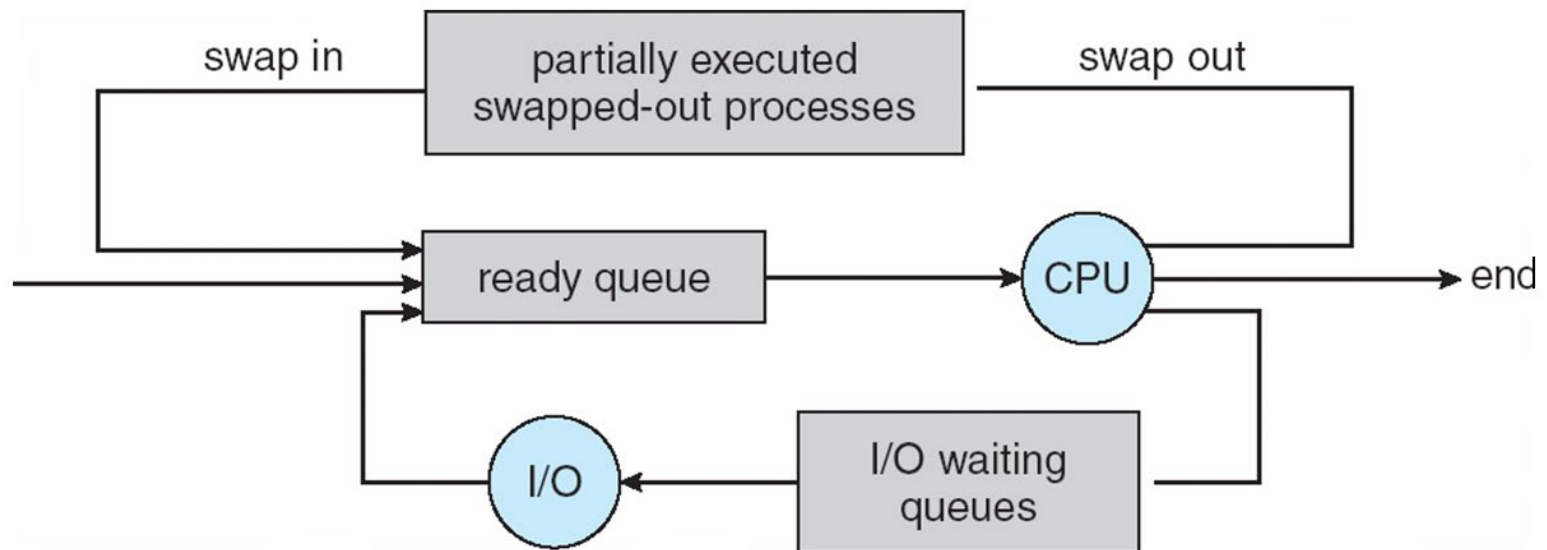 swap in
partially executed
swapped-out processes
swap out
ready queue
CPU
end
I/O
I/O waiting
queues